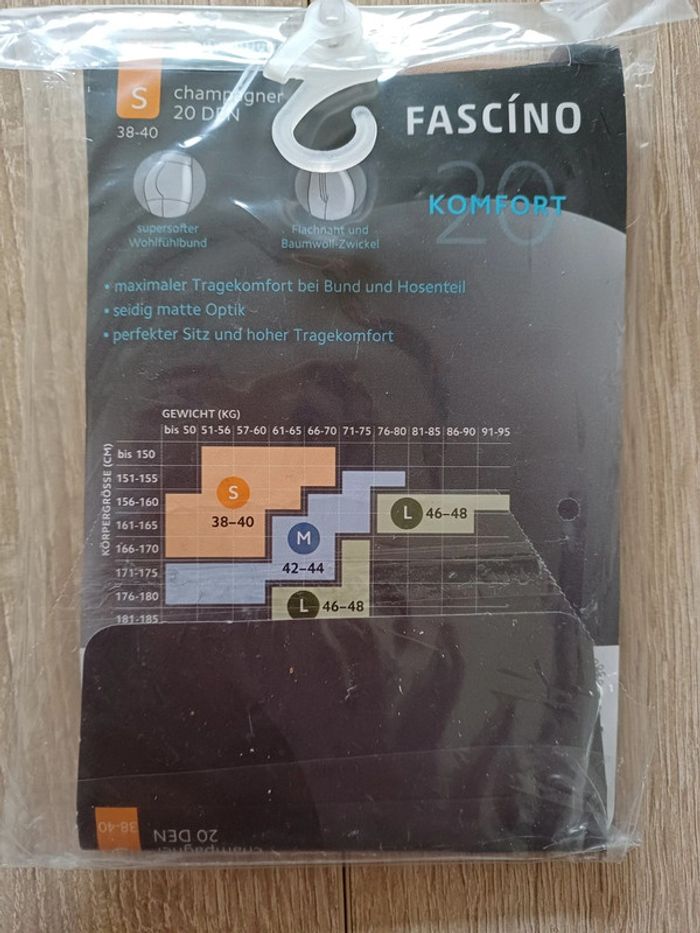 S
champagner
20 DEN
38-40
FASCÍNO
20
KOMFORT
supersofter
Wohlfühlbund
Flachnaht und
Baumwoll-Zwickel
• maximaler Tragekomfort bei Bund und Hosenteil
• seidig matte Optik
• perfekter Sitz und hoher Tragekomfort
GEWICHT (KG)
bis 50 51-56 57-60 61-65 66-70 71-75 76-80 81-85 86-90 91-95
KÖRPERGRÖSSE (CM)
bis 150
151-155
156-160
161-165
166-170
171-175
176-180
181-185
S
38–40
M
42–44
L 46–48
L 46–48
38-40
20 DEN
champagner